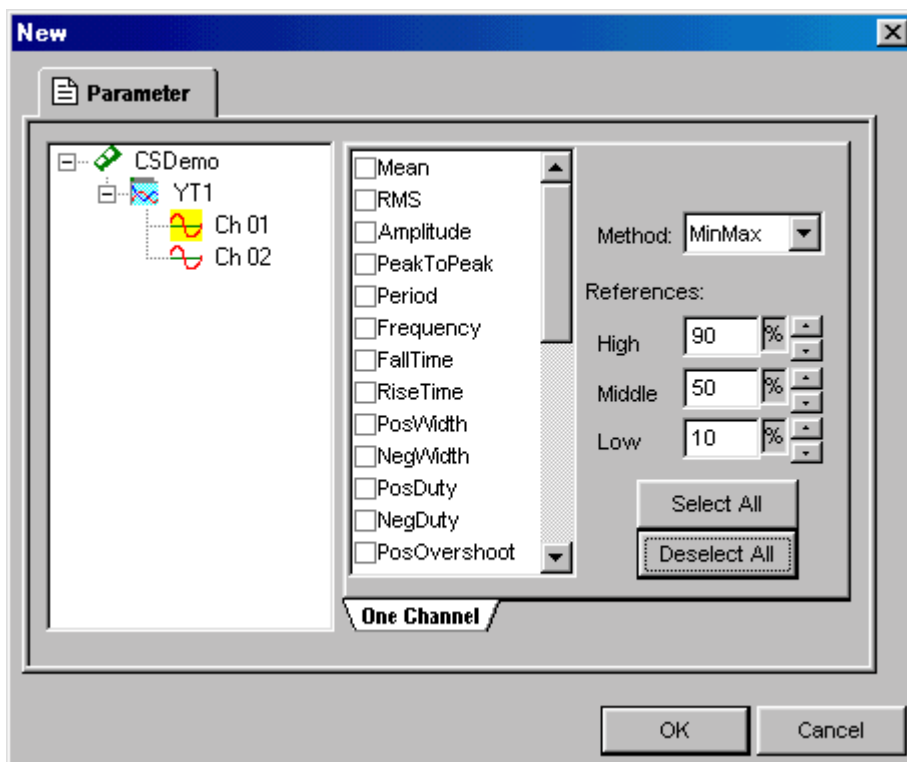 New
Parameter
CSDemo
YT1
Ch 01
Ch 02
Mean
RMS
Amplitude
PeakToPeak
Period
Frequency
FallTime
RiseTime
PosWidth
NegWidth
PosDuty
NegDuty
PosOvershoot
One Channel
Method: MinMax
References:
High 90 %
Middle 50 %
Low 10 %
Select All
Deselect All
OK Cancel